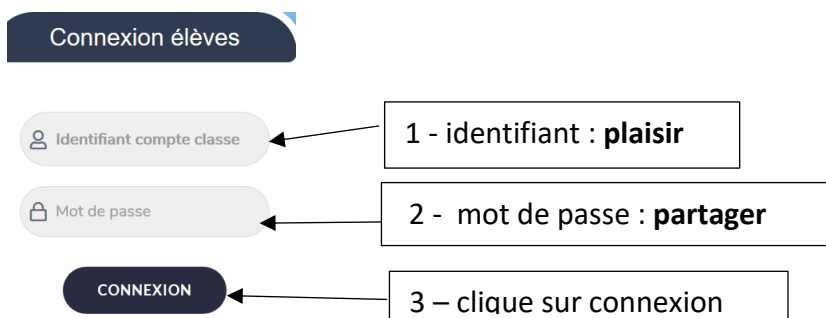 Connexion élèves
Identifiant compte classe
1 - identifiant : plaisir
Mot de passe
2 - mot de passe : partager
CONNEXION
3 – clique sur connexion